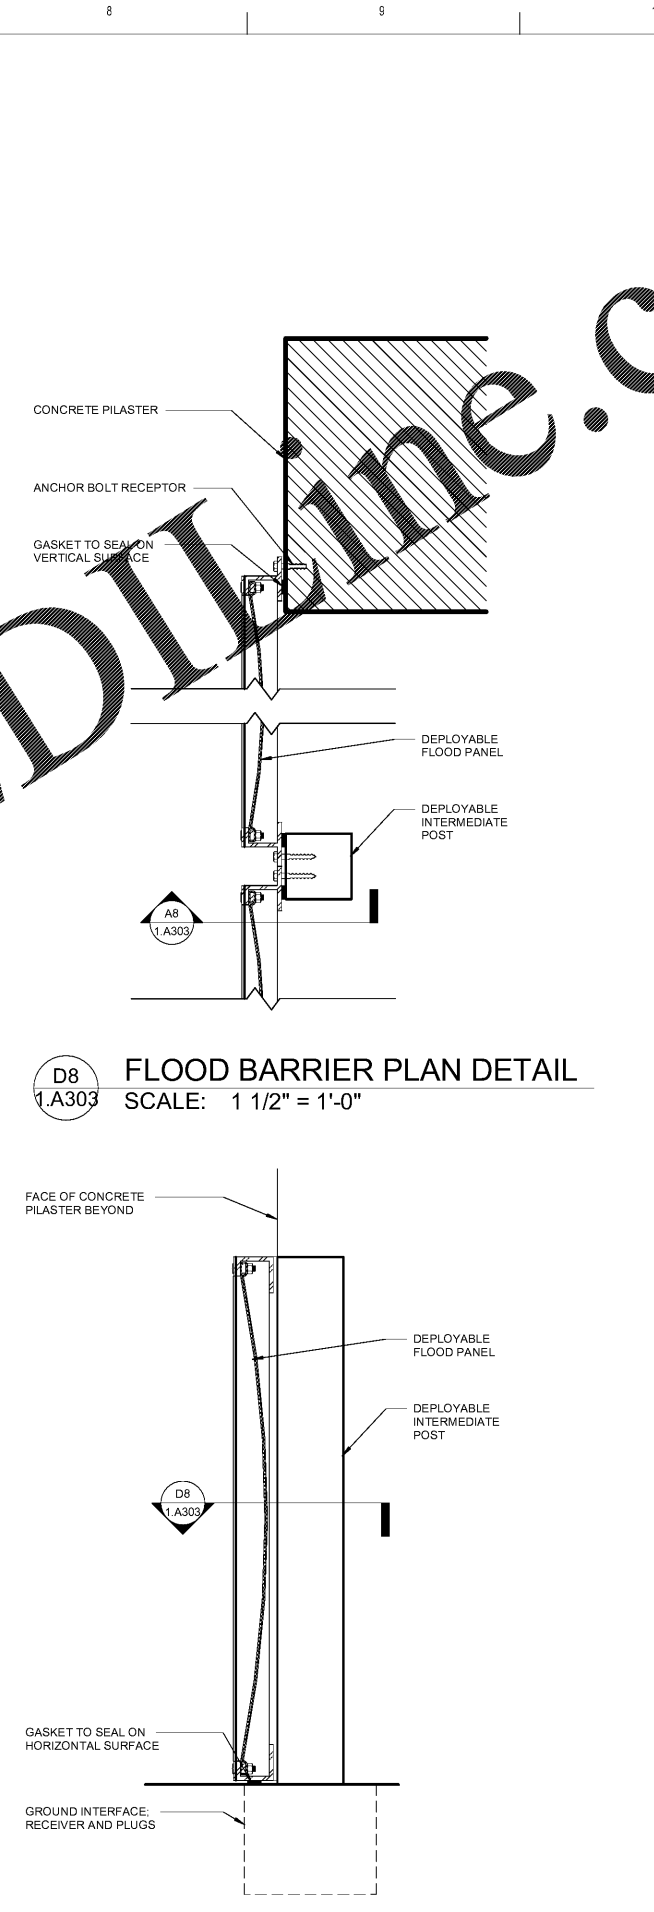 8
9
CONCRETE PILASTER
ANCHOR BOLT RECEPTOR
GASKET TO SEAL ON
VERTICAL SURFACE
DEPLOYABLE
FLOOD PANEL
DEPLOYABLE
INTERMEDIATE
POST
A8
1.A303
D8
1.A303
FLOOD BARRIER PLAN DETAIL
SCALE: 1 1/2" = 1'-0"
FACE OF CONCRETE
PILASTER BEYOND
DEPLOYABLE
FLOOD PANEL
DEPLOYABLE
INTERMEDIATE
POST
D8
1.A303
GASKET TO SEAL ON
HORIZONTAL SURFACE
GROUND INTERFACE;
RECEIVER AND PLUGS
DILine.c